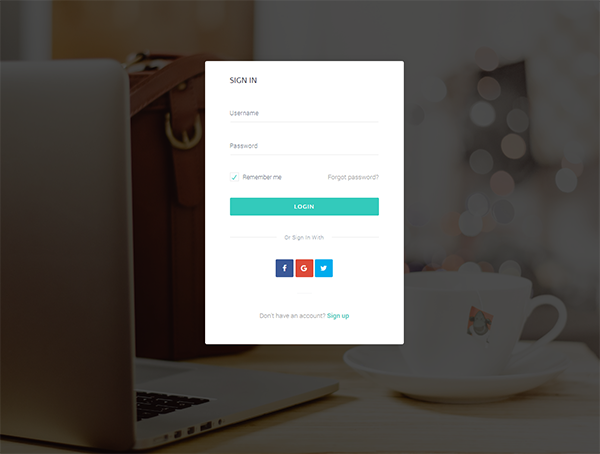 SIGN IN
Username
Password
Remember me Forgot password?
LOGIN
Or Sign In With
Don't have an account? Sign up